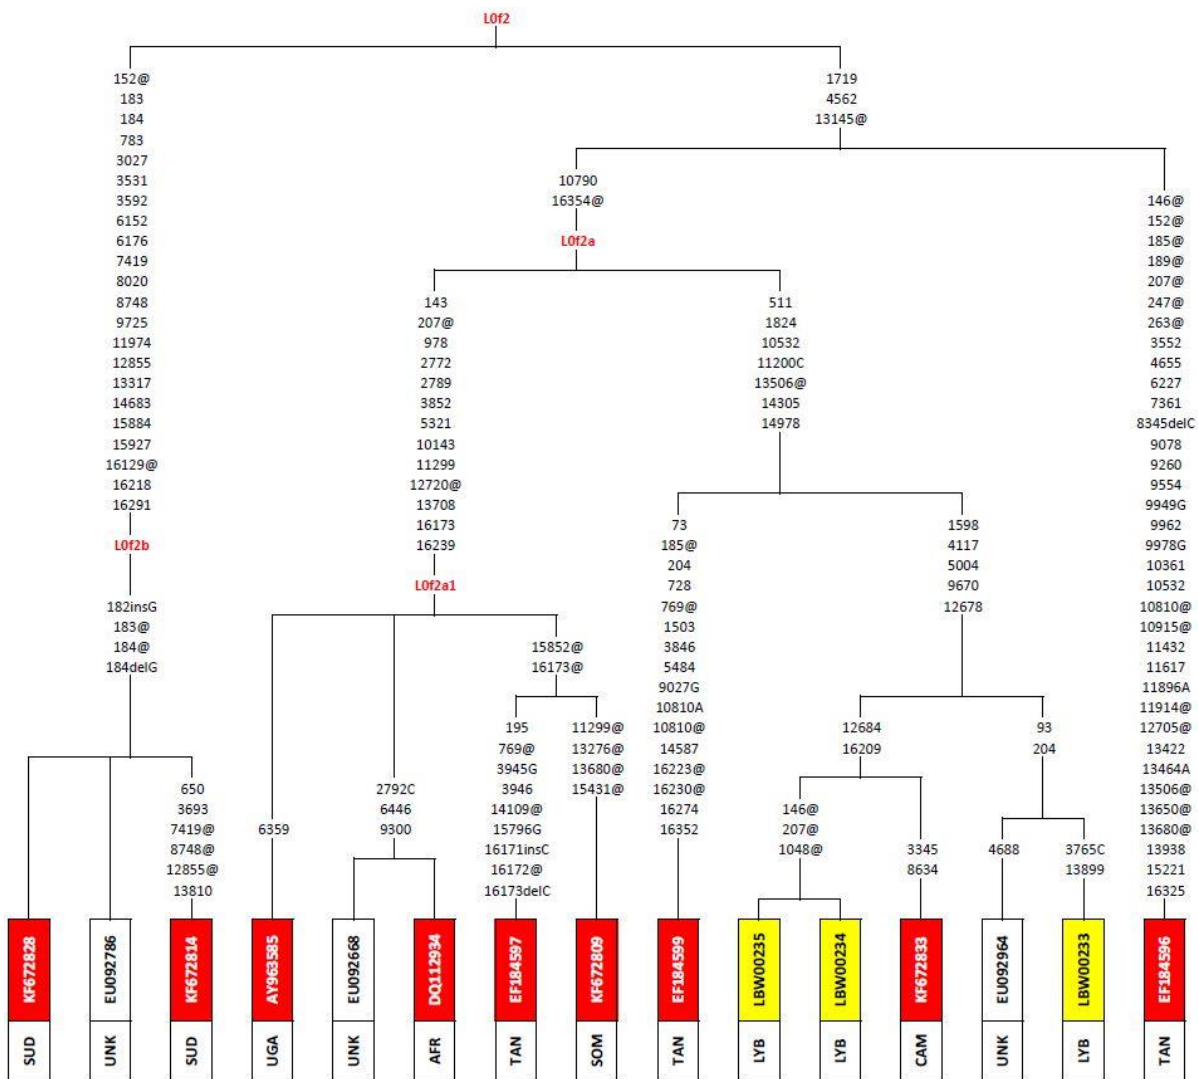 L0f2
152@
183
184
783
3027
3531
3592
6152
6176
7419
8020
8748
9725
11974
12855
13317
14683
15884
15927
16129@
16218
16291
L0f2b
182insG
183@
184@
184delG
650
3693
7419@
8748@
12855@
13810
1719
4562
13145@
10790
16354@
L0f2a
143
207@
978
2772
2789
3852
5321
10143
11299
12720@
13708
16173
16239
L0f2a1
6359
2792C
6446
9300
15852@
16173@
195
769@
3945G
3946
14109@
15796G
16171insC
16172@
16173delC
11299@
13276@
13680@
15431@
511
1824
10532
11200C
13506@
14305
14978
73
185@
204
728
769@
1503
3846
5484
9027G
10810A
10810@
14587
16223@
16230@
16274
16352
1598
4117
5004
9670
12678
12684
16209
146@
207@
1048@
3345
8634
93
204
4688
3765C
13899
146@
152@
185@
189@
207@
247@
263@
3552
4655
6227
7361
8345delC
9078
9260
9554
9949G
9962
9978G
10361
10532
10810@
10915@
11432
11617
11896A
11914@
12705@
13422
13464A
13506@
13650@
13680@
13938
15221
16325
KF672828
EU092786
KF672814
AY963585
EU092668
DQ112934
EF184597
KF672809
EF184599
LBW00235
LBW00234
KF672833
EU092964
LBW00233
EF184596
SUD
UNK
SUD
UGA
UNK
AFR
TAN
SOM
TAN
LYB
LYB
CAM
UNK
LYB
TAN